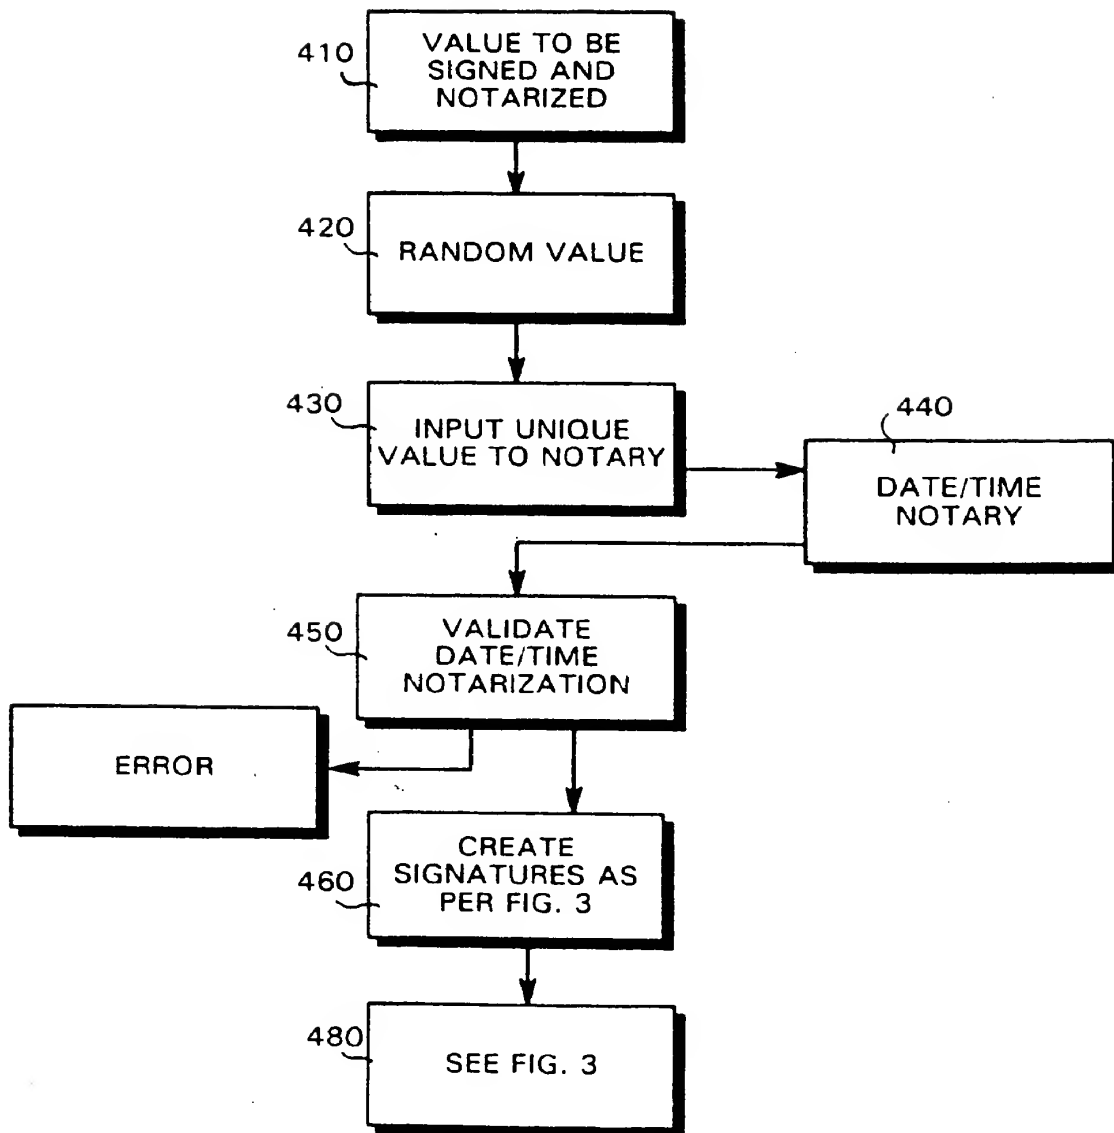 410
VALUE TO BE
SIGNED AND
NOTARIZED
420
RANDOM VALUE
430
INPUT UNIQUE
VALUE TO NOTARY
440
DATE/TIME
NOTARY
450
VALIDATE
DATE/TIME
NOTARIZATION
ERROR
460
CREATE
SIGNATURES AS
PER FIG. 3
480
SEE FIG. 3